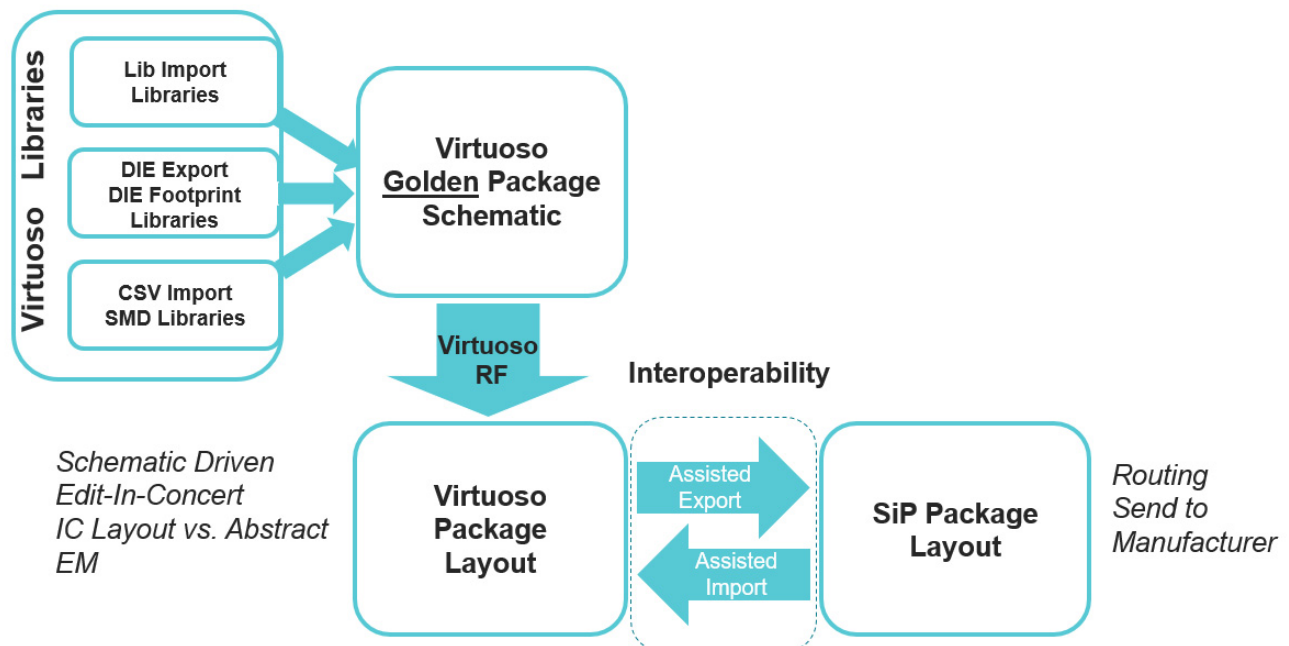 Virtuoso Libraries
Lib Import
Libraries
DIE Export
DIE Footprint
Libraries
CSV Import
SMD Libraries
Virtuoso
Golden Package
Schematic
Virtuoso
RF
Interoperability
Schematic Driven
Edit-In-Concert
IC Layout vs. Abstract
EM
Virtuoso
Package
Layout
Assisted
Export
Assisted
Import
SiP Package
Layout
Routing
Send to
Manufacturer